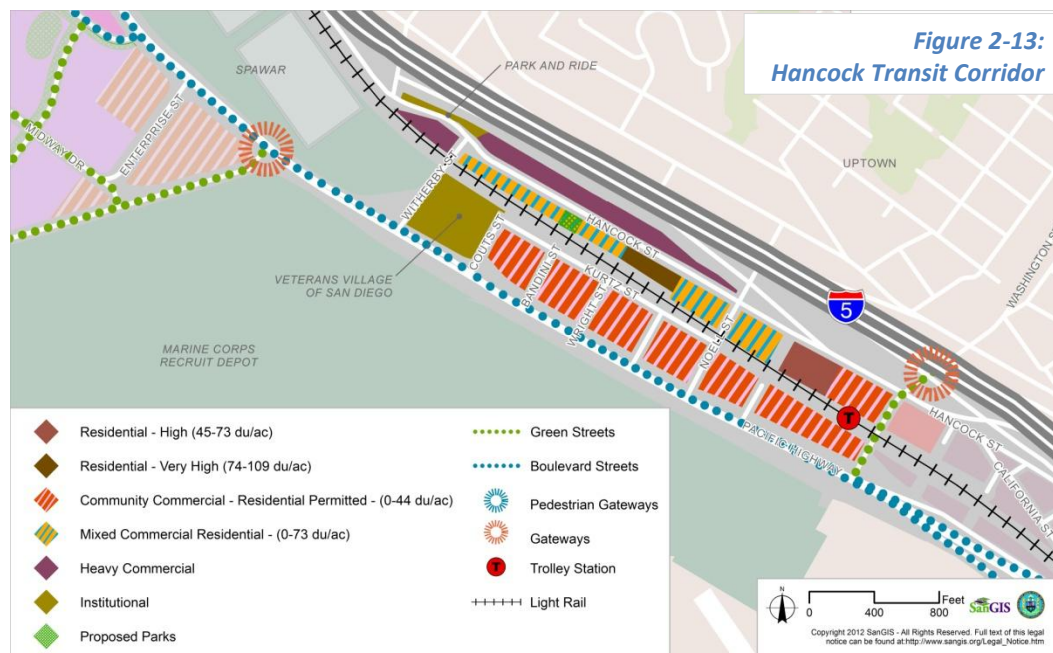 Figure 2-13:
Hancock Transit Corridor
SPAWAR
PARK AND RIDE
UPTOWN
ENTERPRISE ST
MIDWAY DR
WITHERBY ST
HANCOCK ST
COUTS ST
KURTZ ST
BANDINI ST
WRIGHT ST
NOELL ST
WASHINGTON S
5
VETERANS VILLAGE
OF SAN DIEGO
MARINE CORPS
RECRUIT DEPOT
T
PACIFIC HIGHWAY
HANCOCK ST
CALIFORNIA ST
Residential - High (45-73 du/ac)
Residential - Very High (74-109 du/ac)
Community Commercial - Residential Permitted - (0-44 du/ac)
Mixed Commercial Residential - (0-73 du/ac)
Heavy Commercial
Institutional
Proposed Parks
Green Streets
Boulevard Streets
Pedestrian Gateways
Gateways
T Trolley Station
Light Rail
N
0 400 800 Feet
SanGIS
Copyright 2012 SanGIS - All Rights Reserved. Full text of this legal
notice can be found at:http://www.sangis.org/Legal_Notice.htm